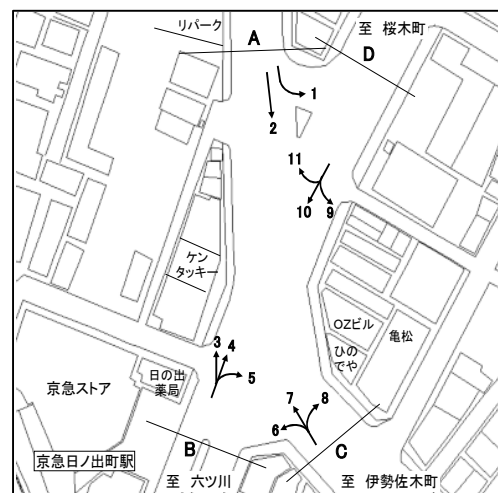 リパーク
A
至 桜木町
D
1
2
11
10
9
ケン
タッキー
OZビル
亀松
ひの
でや
3
4
5
日の出
薬局
京急ストア
7
8
6
B
C
京急日ノ出町駅
至 六ツ川
至 伊勢佐木町